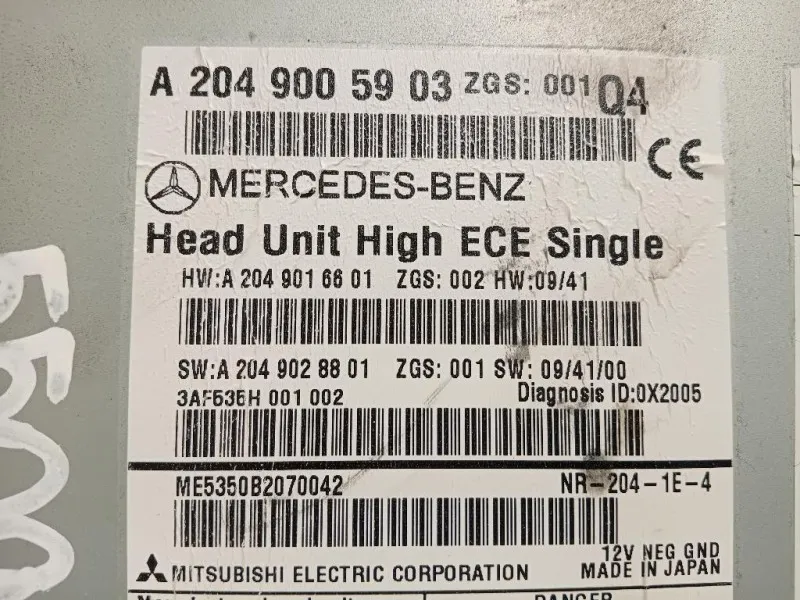 A 204 900 59 03 ZGS: 001 Q4
CE
MERCEDES-BENZ
Head Unit High ECE Single
HW:A 204 901 66 01 ZGS: 002 HW:09/41
SW:A 204 902 88 01 ZGS: 001 SW: 09/41/00
3AF535H 001 002 Diagnosis ID:0X2005
ME5350B2070042 NR-204-1E-4
12V NEG GND
MITSUBISHI ELECTRIC CORPORATION MADE IN JAPAN
DANGER